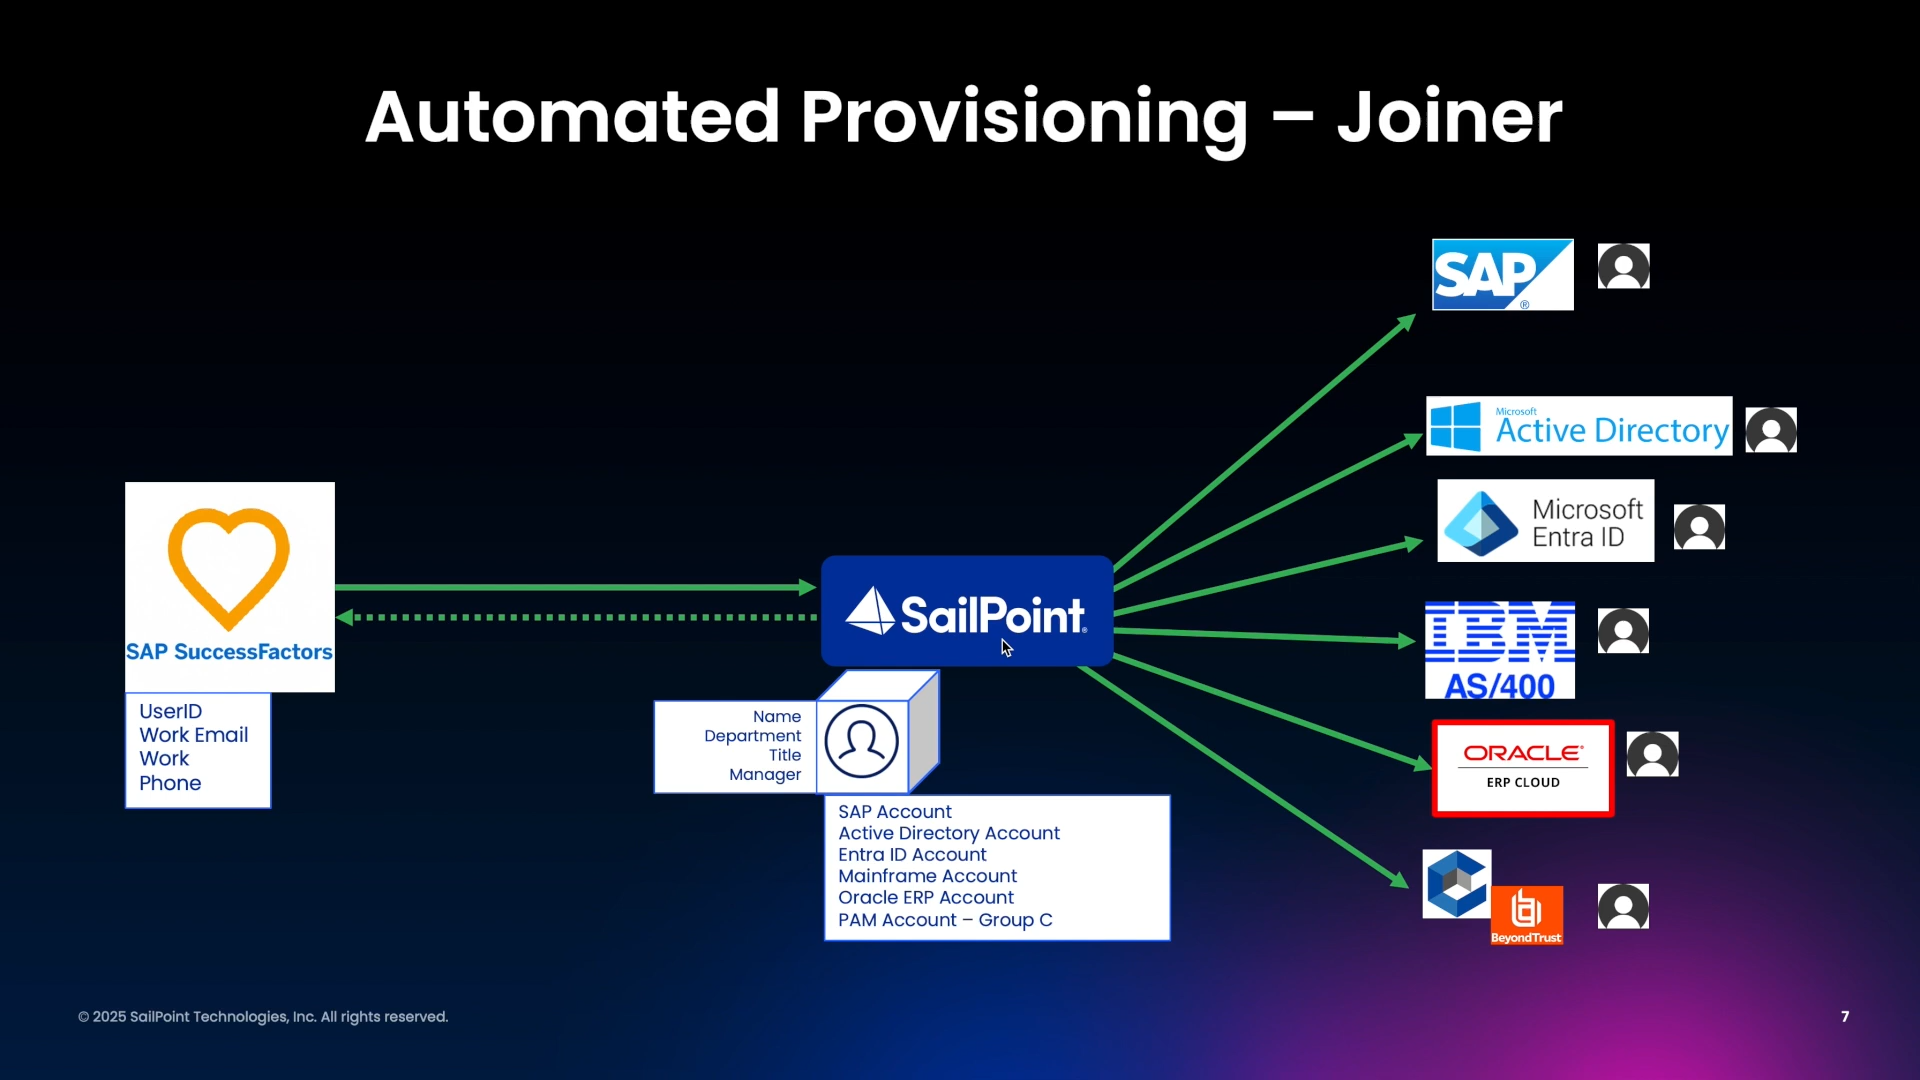 Automated Provisioning – Joiner
SAP
®
Microsoft
Active Directory
Microsoft
Entra ID
SAP SuccessFactors
SailPoint®
IBM
AS/400
UserID
Work Email
Work
Phone
Name
Department
Title
Manager
ORACLE®
ERP CLOUD
SAP Account
Active Directory Account
Entra ID Account
Mainframe Account
Oracle ERP Account
PAM Account – Group C
BeyondTrust
© 2025 SailPoint Technologies, Inc. All rights reserved.
7